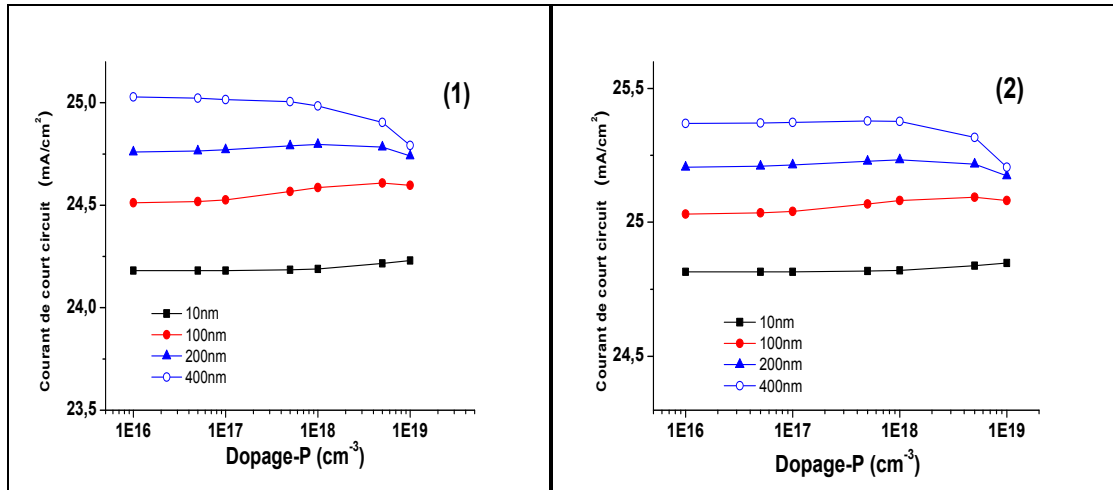 (1)
Courant de court circuit (mA/cm²)
25,0
24,5
24,0
23,5
10nm
100nm
200nm
400nm
1E16 1E17 1E18 1E19
Dopage-P (cm⁻³)
(2)
Courant de court circuit (mA/cm²)
25,5
25
24,5
10nm
100nm
200nm
400nm
1E16 1E17 1E18 1E19
Dopage-P (cm⁻³)